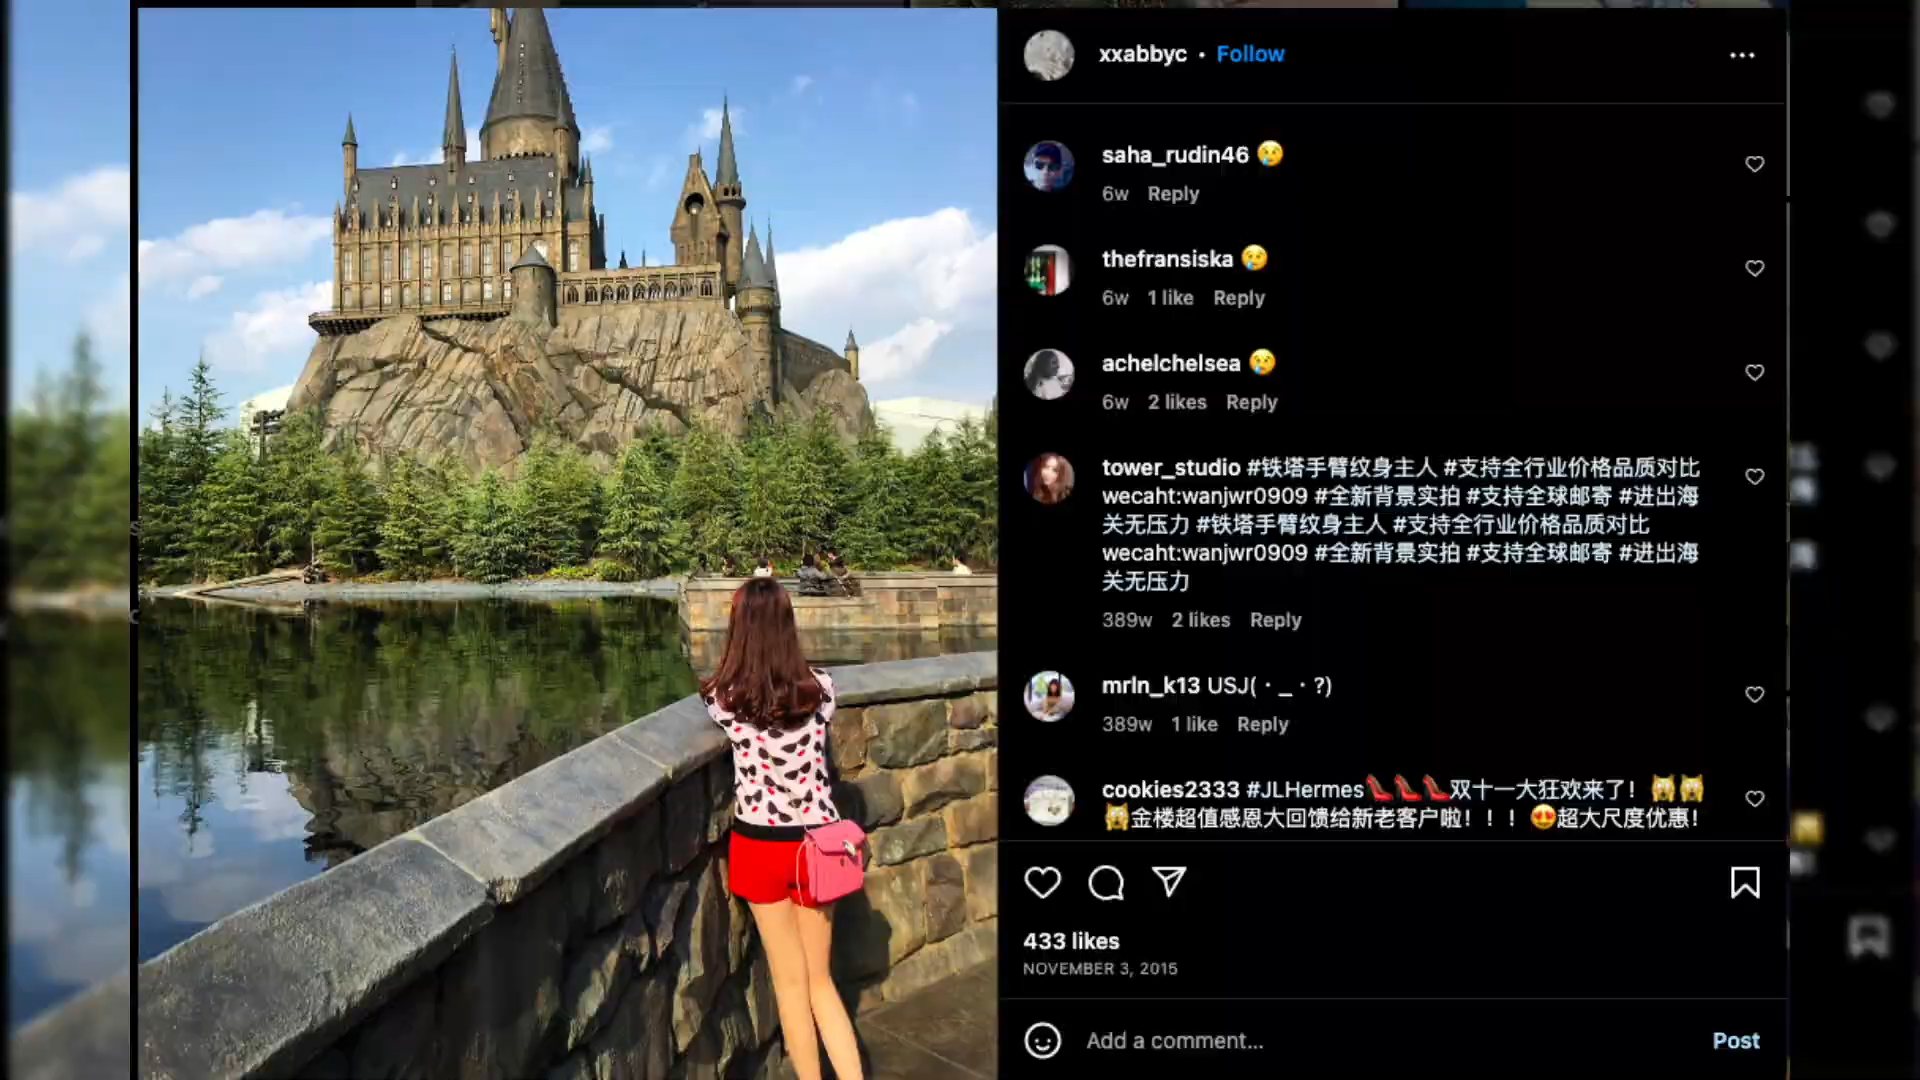 xxabbyc • Follow
saha_rudin46 😢
6w Reply
thefransiska 😢
6w 1 like Reply
achelchelsea 😢
6w 2 likes Reply
tower_studio #铁塔手臂纹身主人 #支持全行业价格品质对比
wecaht:wanjwr0909 #全新背景实拍 #支持全球邮寄 #进出海
关无压力 #铁塔手臂纹身主人 #支持全行业价格品质对比
wecaht:wanjwr0909 #全新背景实拍 #支持全球邮寄 #进出海
关无压力
389w 2 likes Reply
mrln_k13 USJ(・_・?)
389w 1 like Reply
cookies2333 #JLHermes👠👠👠双十一大狂欢来了！🙀🙀
🙀金楼超值感恩大回馈给新老客户啦！！！😍超大尺度优惠！
433 likes
NOVEMBER 3, 2015
Add a comment...
Post